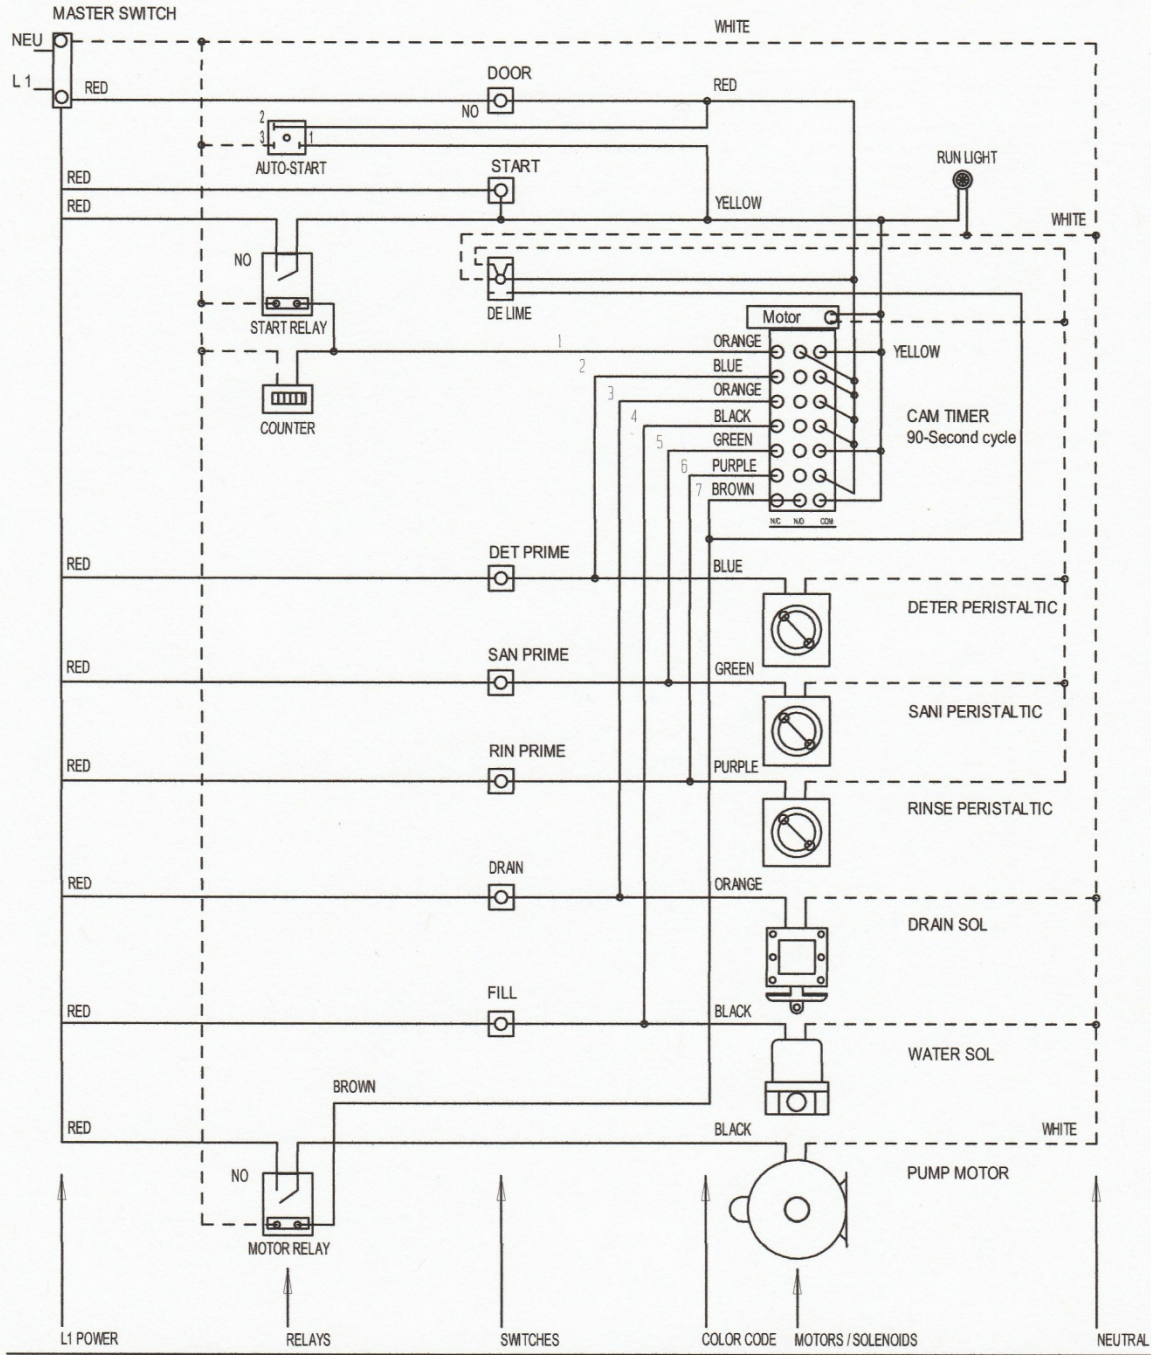 MASTER SWITCH
NEU
WHITE
L 1
RED
DOOR
RED
NO
2
3
1
AUTO-START
RUN LIGHT
START
RED
RED
YELLOW
WHITE
NO
DE LIME
START RELAY
Motor
1
ORANGE
YELLOW
2
BLUE
3
ORANGE
4
BLACK
CAM TIMER
COUNTER
5
GREEN
90-Second cycle
6
PURPLE
7
BROWN
N/C N/O COM
DET PRIME
RED
BLUE
DETER PERISTALTIC
SAN PRIME
RED
GREEN
SANI PERISTALTIC
RIN PRIME
RED
PURPLE
RINSE PERISTALTIC
DRAIN
RED
ORANGE
DRAIN SOL
FILL
RED
BLACK
WATER SOL
BROWN
RED
BLACK
WHITE
NO
PUMP MOTOR
MOTOR RELAY
L1 POWER
RELAYS
SWITCHES
COLOR CODE
MOTORS / SOLENOIDS
NEUTRAL